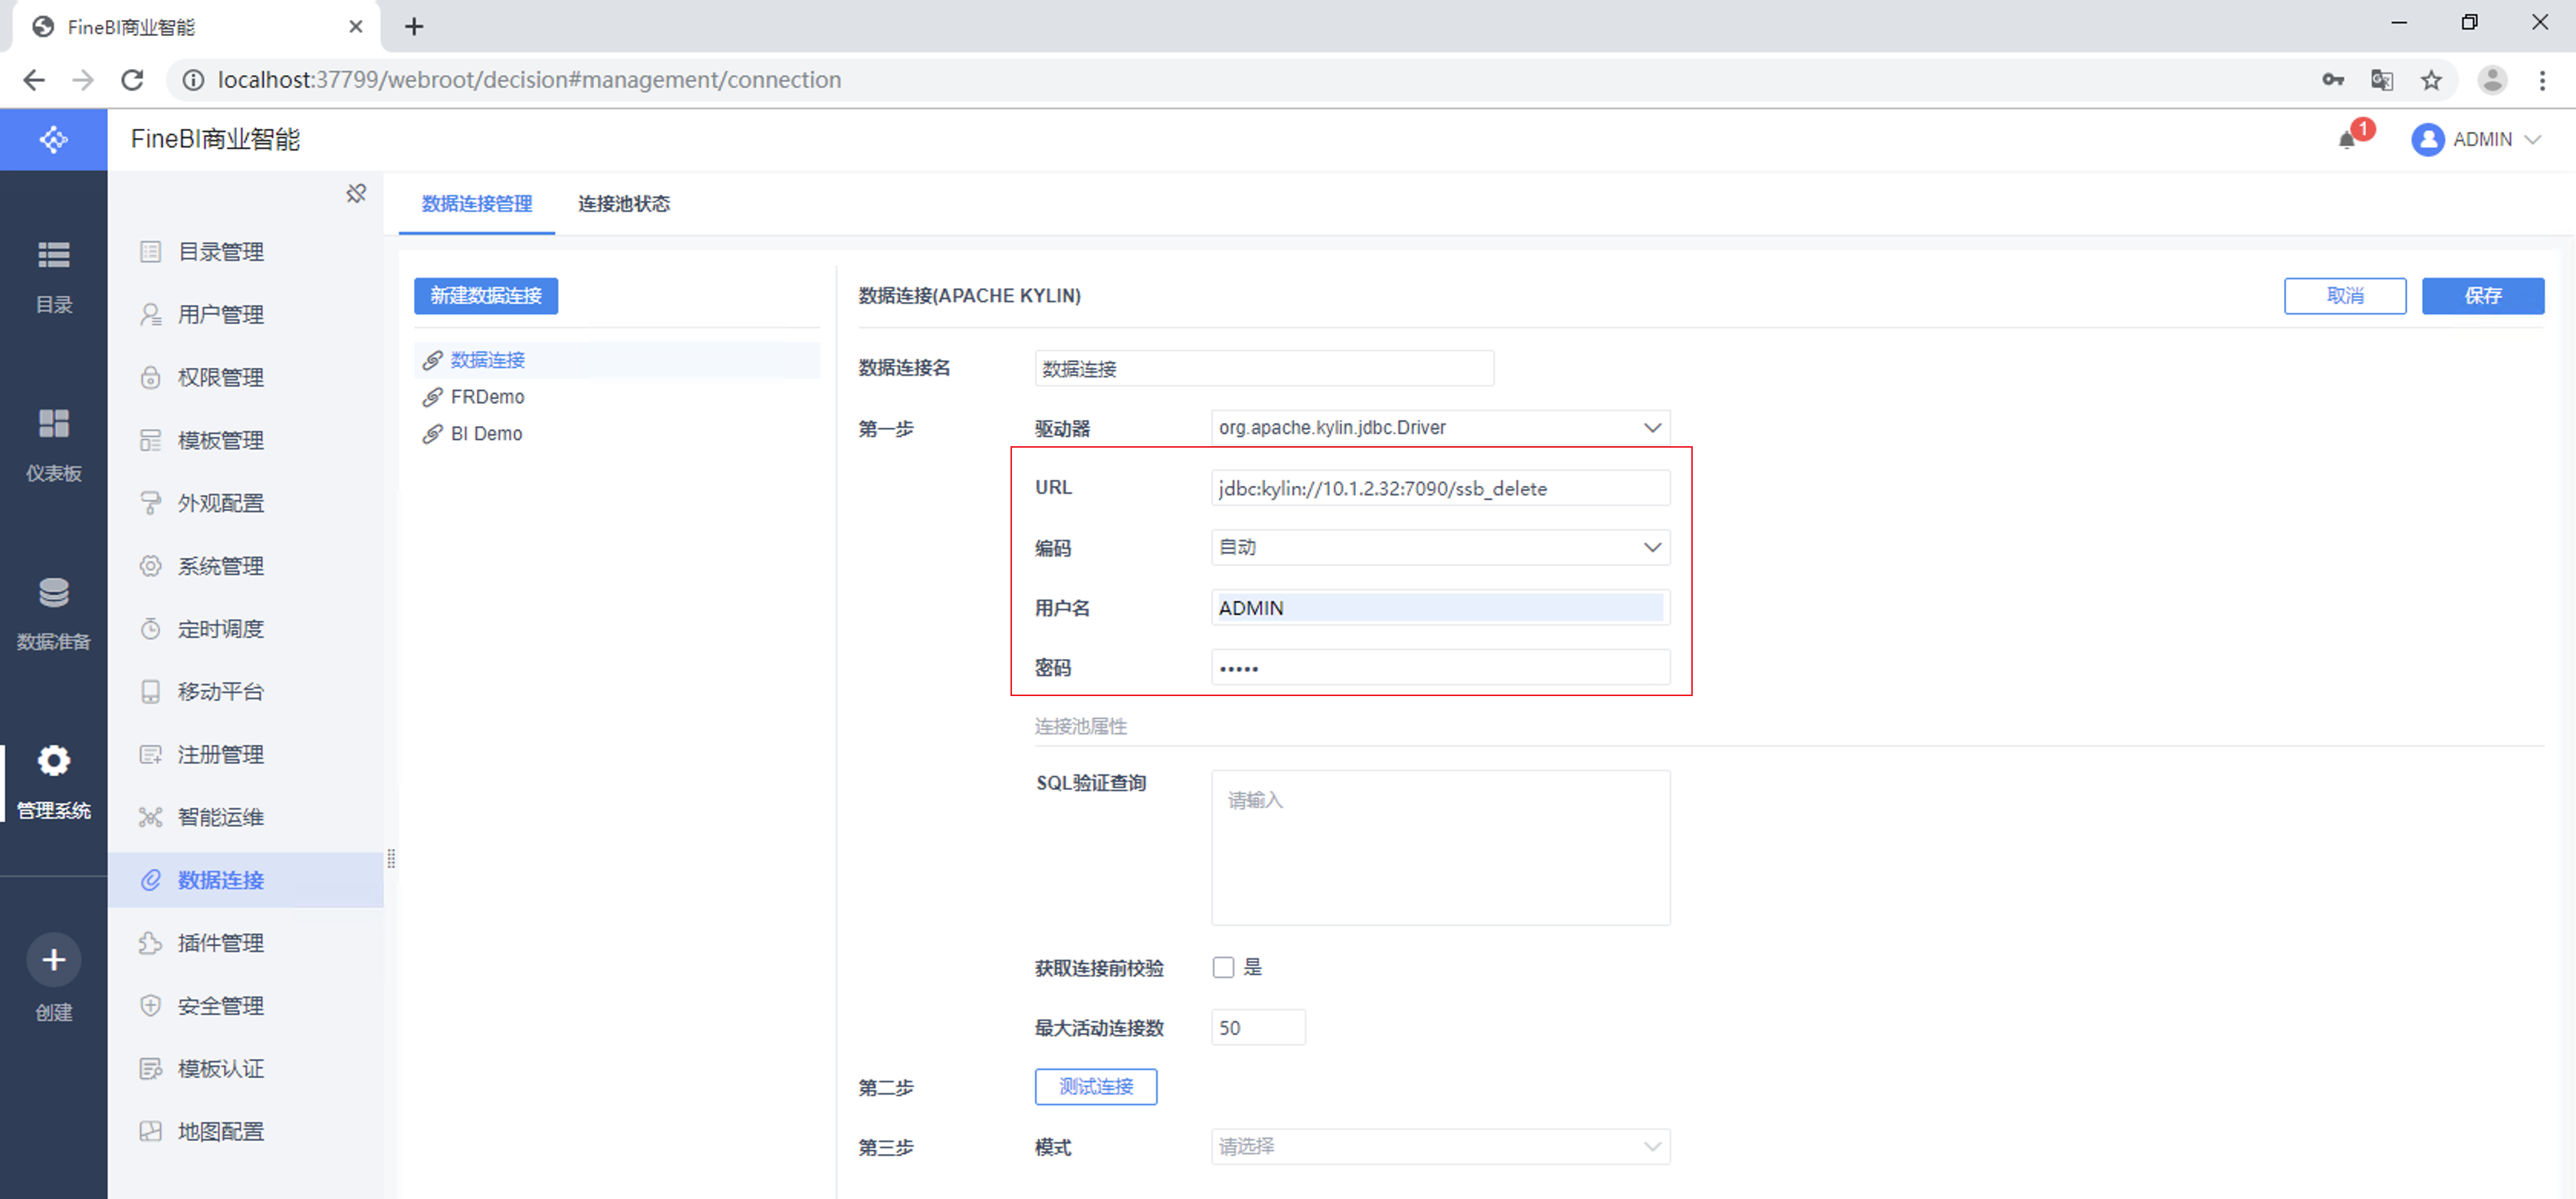 FineBI商业智能
localhost:37799/webroot/decision#management/connection
FineBI商业智能
1
ADMIN
目录
仪表板
数据准备
管理系统
创建
目录管理
用户管理
权限管理
模板管理
外观配置
系统管理
定时调度
移动平台
注册管理
智能运维
数据连接
插件管理
安全管理
模板认证
地图配置
数据连接管理 连接池状态
新建数据连接
数据连接
FRDemo
BI Demo
数据连接(APACHE KYLIN)
取消 保存
数据连接名 数据连接
第一步 驱动器 org.apache.kylin.jdbc.Driver
URL jdbc:kylin://10.1.2.32:7090/ssb_delete
编码 自动
用户名 ADMIN
密码 •••••
连接池属性
SQL验证查询 请输入
获取连接前校验 是
最大活动连接数 50
第二步 测试连接
第三步 模式 请选择